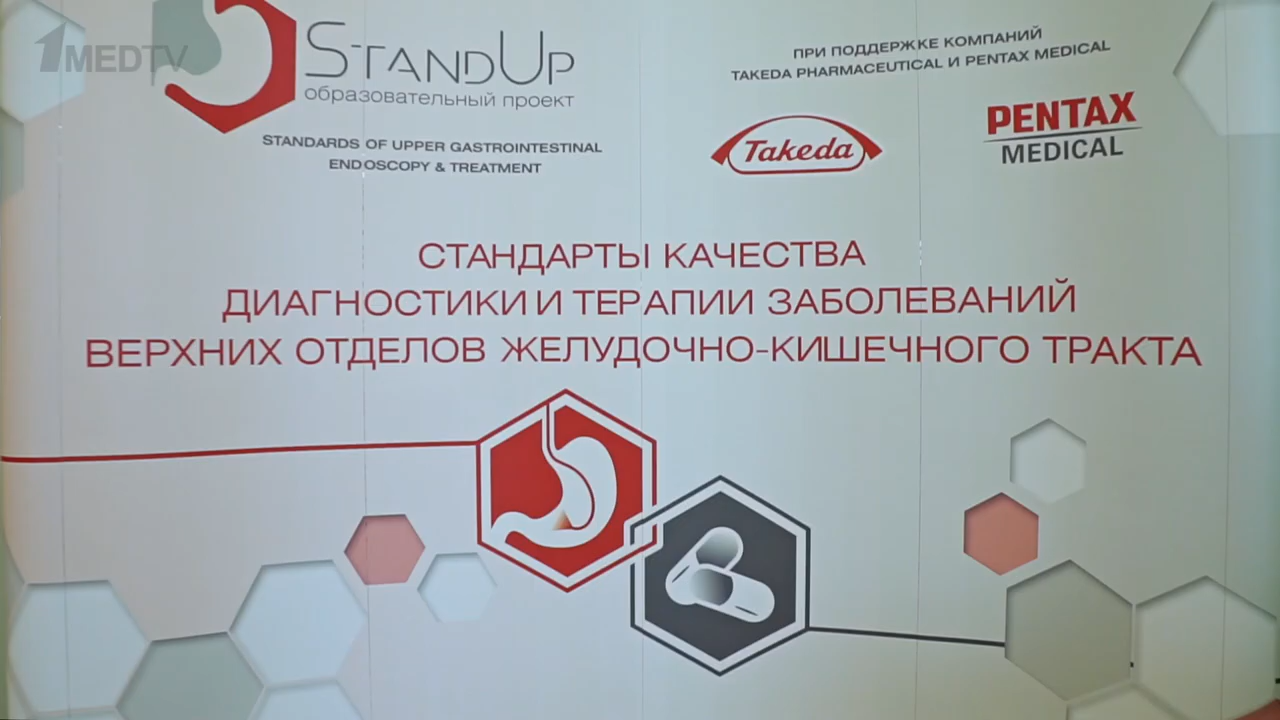 1MEDTV
STANDUP
образовательный проект
STANDARDS OF UPPER GASTROINTESTINAL
ENDOSCOPY & TREATMENT
ПРИ ПОДДЕРЖКЕ КОМПАНИЙ
TAKEDA PHARMACEUTICAL И PENTAX MEDICAL
Takeda
PENTAX
MEDICAL
СТАНДАРТЫ КАЧЕСТВА
ДИАГНОСТИКИ И ТЕРАПИИ ЗАБОЛЕВАНИЙ
ВЕРХНИХ ОТДЕЛОВ ЖЕЛУДОЧНО-КИШЕЧНОГО ТРАКТА